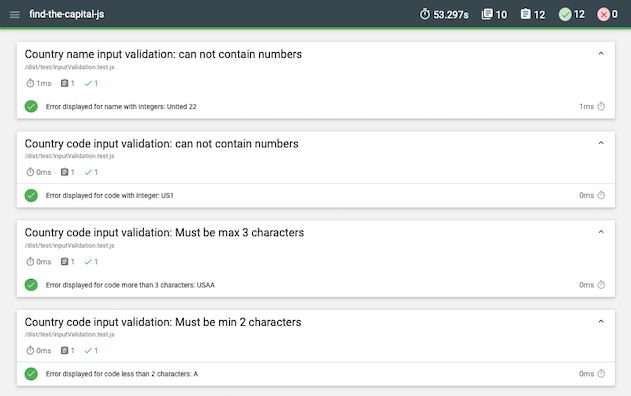 find-the-capital-js 53.297s 10 12 12 0
Country name input validation: can not contain numbers
/dist/test/inputValidation.test.js
1ms 1 1
Error displayed for name with integers: United 22 1ms
Country code input validation: can not contain numbers
/dist/test/inputValidation.test.js
0ms 1 1
Error displayed for code with integer: US1 0ms
Country code input validation: Must be max 3 characters
/dist/test/inputValidation.test.js
0ms 1 1
Error displayed for code more than 3 characters: USAA 0ms
Country code input validation: Must be min 2 characters
/dist/test/inputValidation.test.js
0ms 1 1
Error displayed for code less than 2 characters: A 0ms